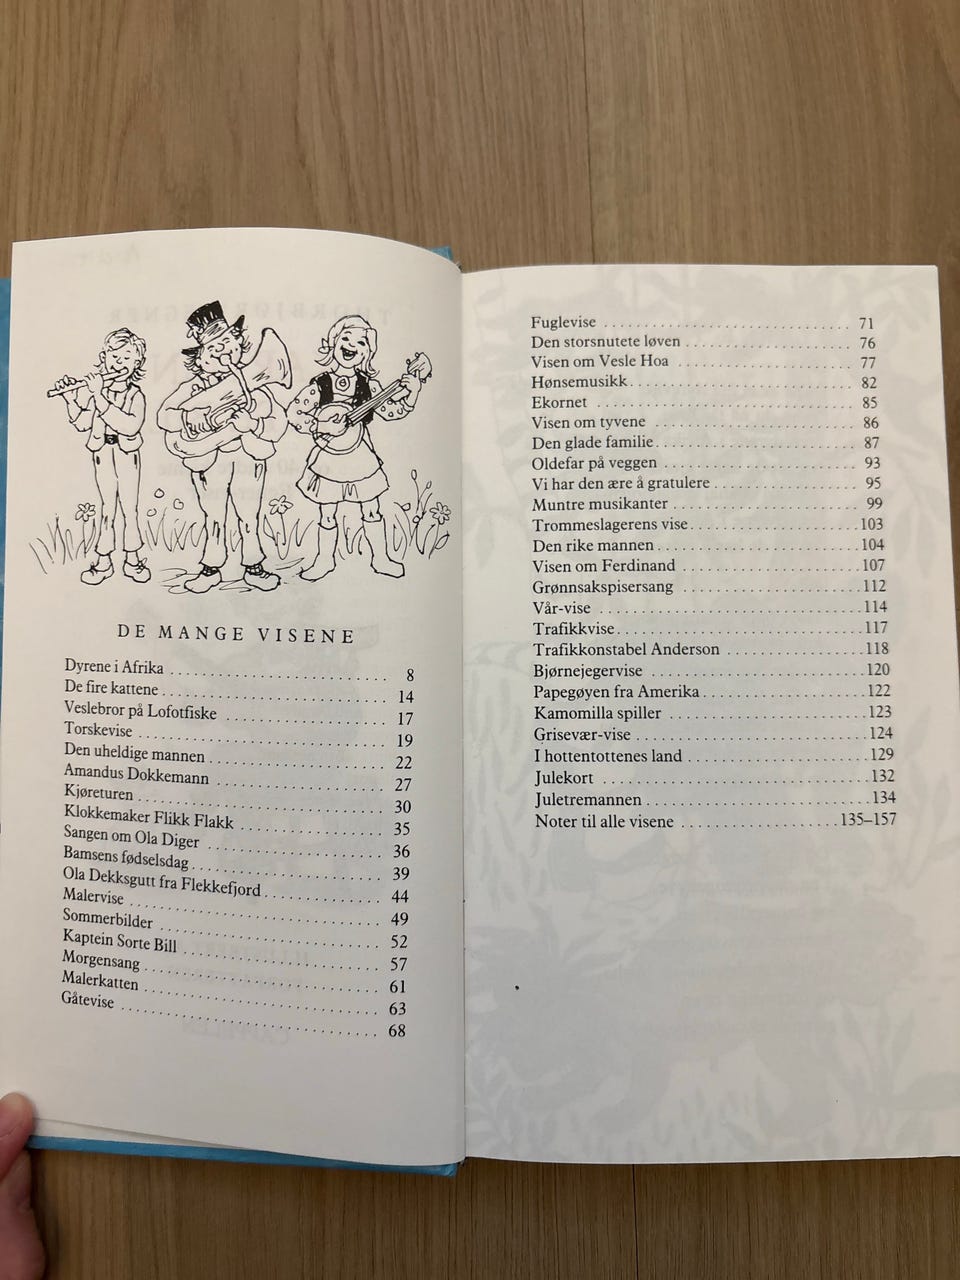 DE MANGE VISENE
Dyrene i Afrika . . . . . . . . . . . . . . . . . . . . . . . . . . 8
De fire kattene . . . . . . . . . . . . . . . . . . . . . . . . . . 14
Veslebror på Lofotfiske . . . . . . . . . . . . . . . . . . . . 17
Torskevise . . . . . . . . . . . . . . . . . . . . . . . . . . . . . 19
Den uheldige mannen . . . . . . . . . . . . . . . . . . . . . 22
Amandus Dokkemann . . . . . . . . . . . . . . . . . . . . . 27
Kjøreturen . . . . . . . . . . . . . . . . . . . . . . . . . . . . . 30
Klokkemaker Flikk Flakk . . . . . . . . . . . . . . . . . . 35
Sangen om Ola Diger . . . . . . . . . . . . . . . . . . . . . 36
Bamsens fødselsdag . . . . . . . . . . . . . . . . . . . . . . 39
Ola Dekksgutt fra Flekkefjord . . . . . . . . . . . . . . 44
Malervise . . . . . . . . . . . . . . . . . . . . . . . . . . . . . . 49
Sommerbilder . . . . . . . . . . . . . . . . . . . . . . . . . . . 52
Kaptein Sorte Bill . . . . . . . . . . . . . . . . . . . . . . . . 57
Morgensang . . . . . . . . . . . . . . . . . . . . . . . . . . . . 61
Malerkatten . . . . . . . . . . . . . . . . . . . . . . . . . . . . 63
Gåtevise . . . . . . . . . . . . . . . . . . . . . . . . . . . . . . . 68
Fuglevise . . . . . . . . . . . . . . . . . . . . . . . . . . . . . . 71
Den storsnutete løven . . . . . . . . . . . . . . . . . . . . . 76
Visen om Vesle Hoa . . . . . . . . . . . . . . . . . . . . . . 77
Hønsemusikk . . . . . . . . . . . . . . . . . . . . . . . . . . . 82
Ekornet . . . . . . . . . . . . . . . . . . . . . . . . . . . . . . . . 85
Visen om tyvene . . . . . . . . . . . . . . . . . . . . . . . . . 86
Den glade familie . . . . . . . . . . . . . . . . . . . . . . . . 87
Oldefar på veggen . . . . . . . . . . . . . . . . . . . . . . . . 93
Vi har den ære å gratulere . . . . . . . . . . . . . . . . . 95
Muntre musikanter . . . . . . . . . . . . . . . . . . . . . . . 99
Trommeslagerens vise . . . . . . . . . . . . . . . . . . . . . 103
Den rike mannen . . . . . . . . . . . . . . . . . . . . . . . . 104
Visen om Ferdinand . . . . . . . . . . . . . . . . . . . . . . 107
Grønnsakspisersang . . . . . . . . . . . . . . . . . . . . . . 112
Vår-vise . . . . . . . . . . . . . . . . . . . . . . . . . . . . . . . 114
Trafikkvise . . . . . . . . . . . . . . . . . . . . . . . . . . . . . 117
Trafikkonstabel Anderson . . . . . . . . . . . . . . . . . 118
Bjørnejegervise . . . . . . . . . . . . . . . . . . . . . . . . . 120
Papegøyen fra Amerika . . . . . . . . . . . . . . . . . . . 122
Kamomilla spiller . . . . . . . . . . . . . . . . . . . . . . . 123
Grisevær-vise . . . . . . . . . . . . . . . . . . . . . . . . . . 124
I hottentottenes land . . . . . . . . . . . . . . . . . . . . . 129
Julekort . . . . . . . . . . . . . . . . . . . . . . . . . . . . . . . 132
Juletremannen . . . . . . . . . . . . . . . . . . . . . . . . . . 134
Noter til alle visene . . . . . . . . . . . . . . . . . 135–157